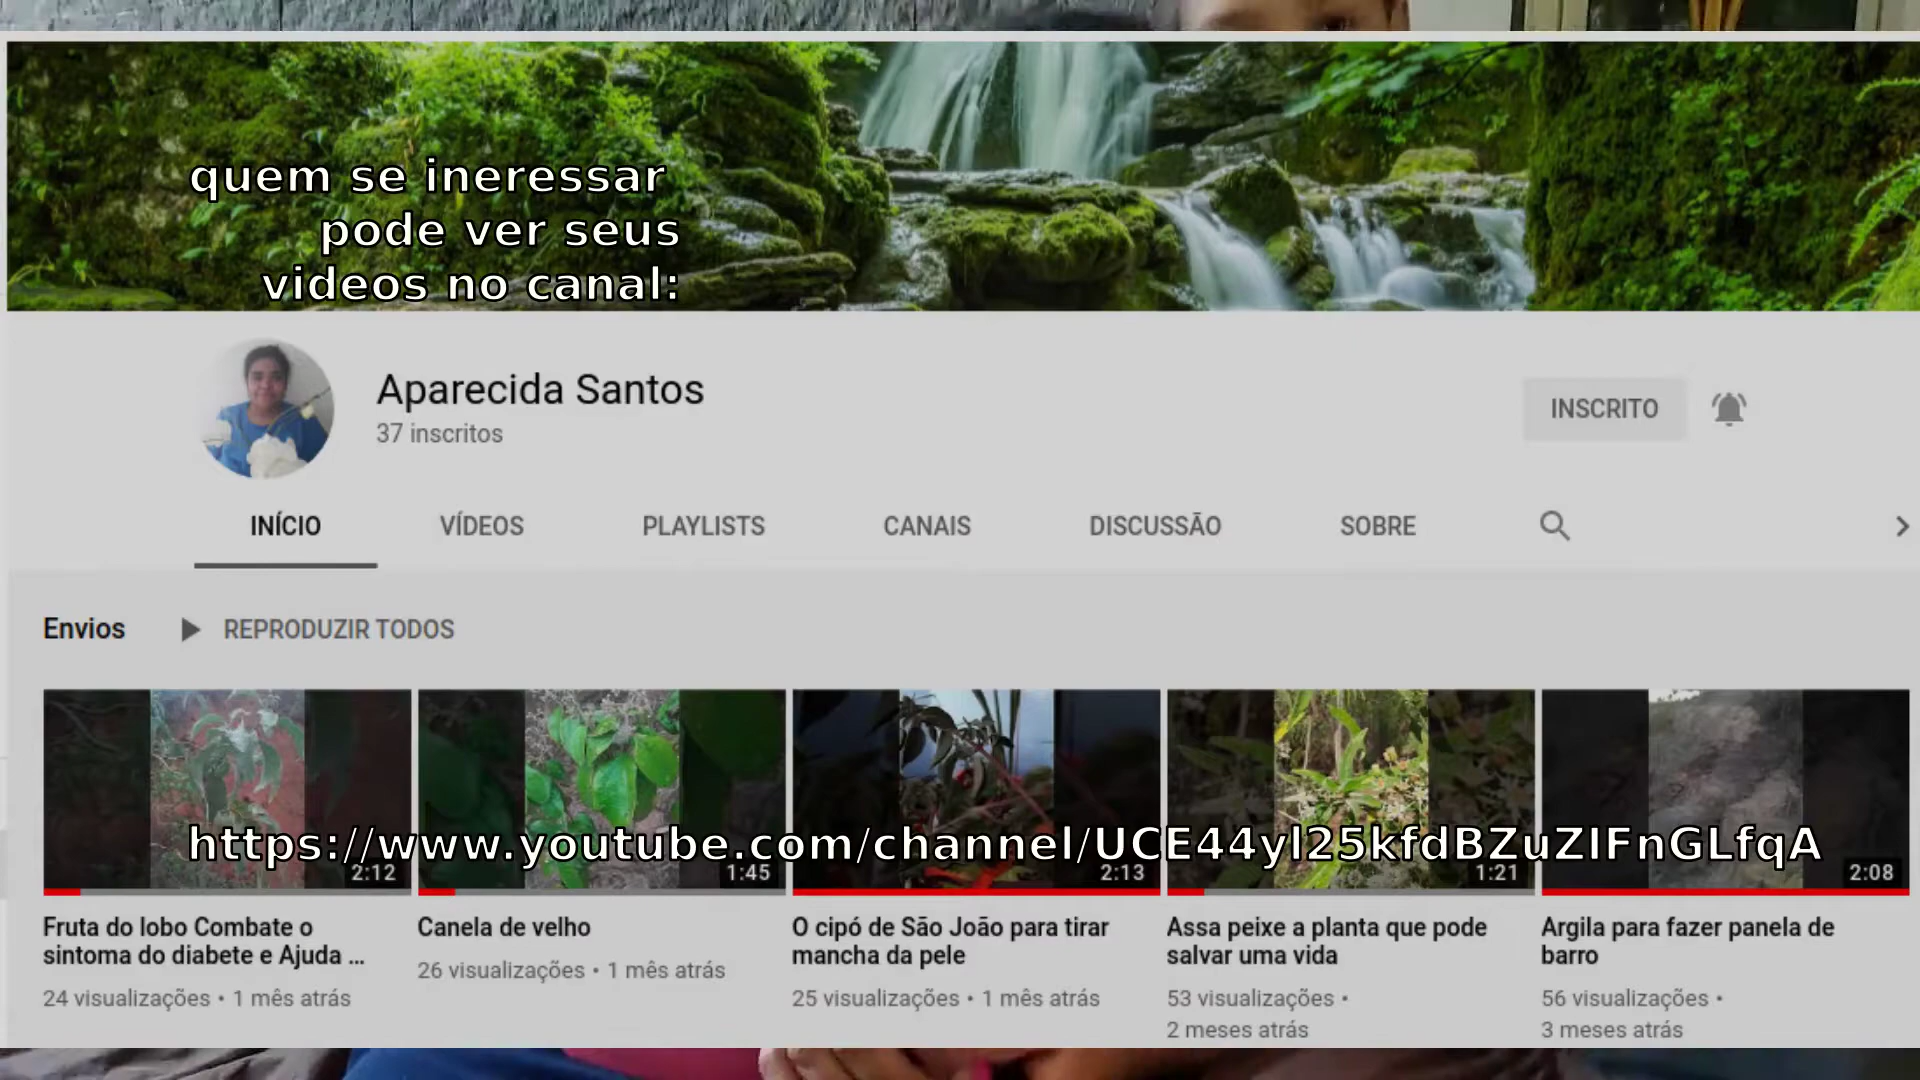 quem se ineressar
pode ver seus
videos no canal:
Aparecida Santos
37 inscritos
INSCRITO
INÍCIO VÍDEOS PLAYLISTS CANAIS DISCUSSÃO SOBRE
Envios REPRODUZIR TODOS
https://www.youtube.com/channel/UCE44yl25kfdBZuZIFnGLfqA
2:12 1:45 2:13 1:21 2:08
Fruta do lobo Combate o
sintoma do diabete e Ajuda ...
24 visualizações • 1 mês atrás
Canela de velho
26 visualizações • 1 mês atrás
O cipó de São João para tirar
mancha da pele
25 visualizações • 1 mês atrás
Assa peixe a planta que pode
salvar uma vida
53 visualizações •
2 meses atrás
Argila para fazer panela de
barro
56 visualizações •
3 meses atrás